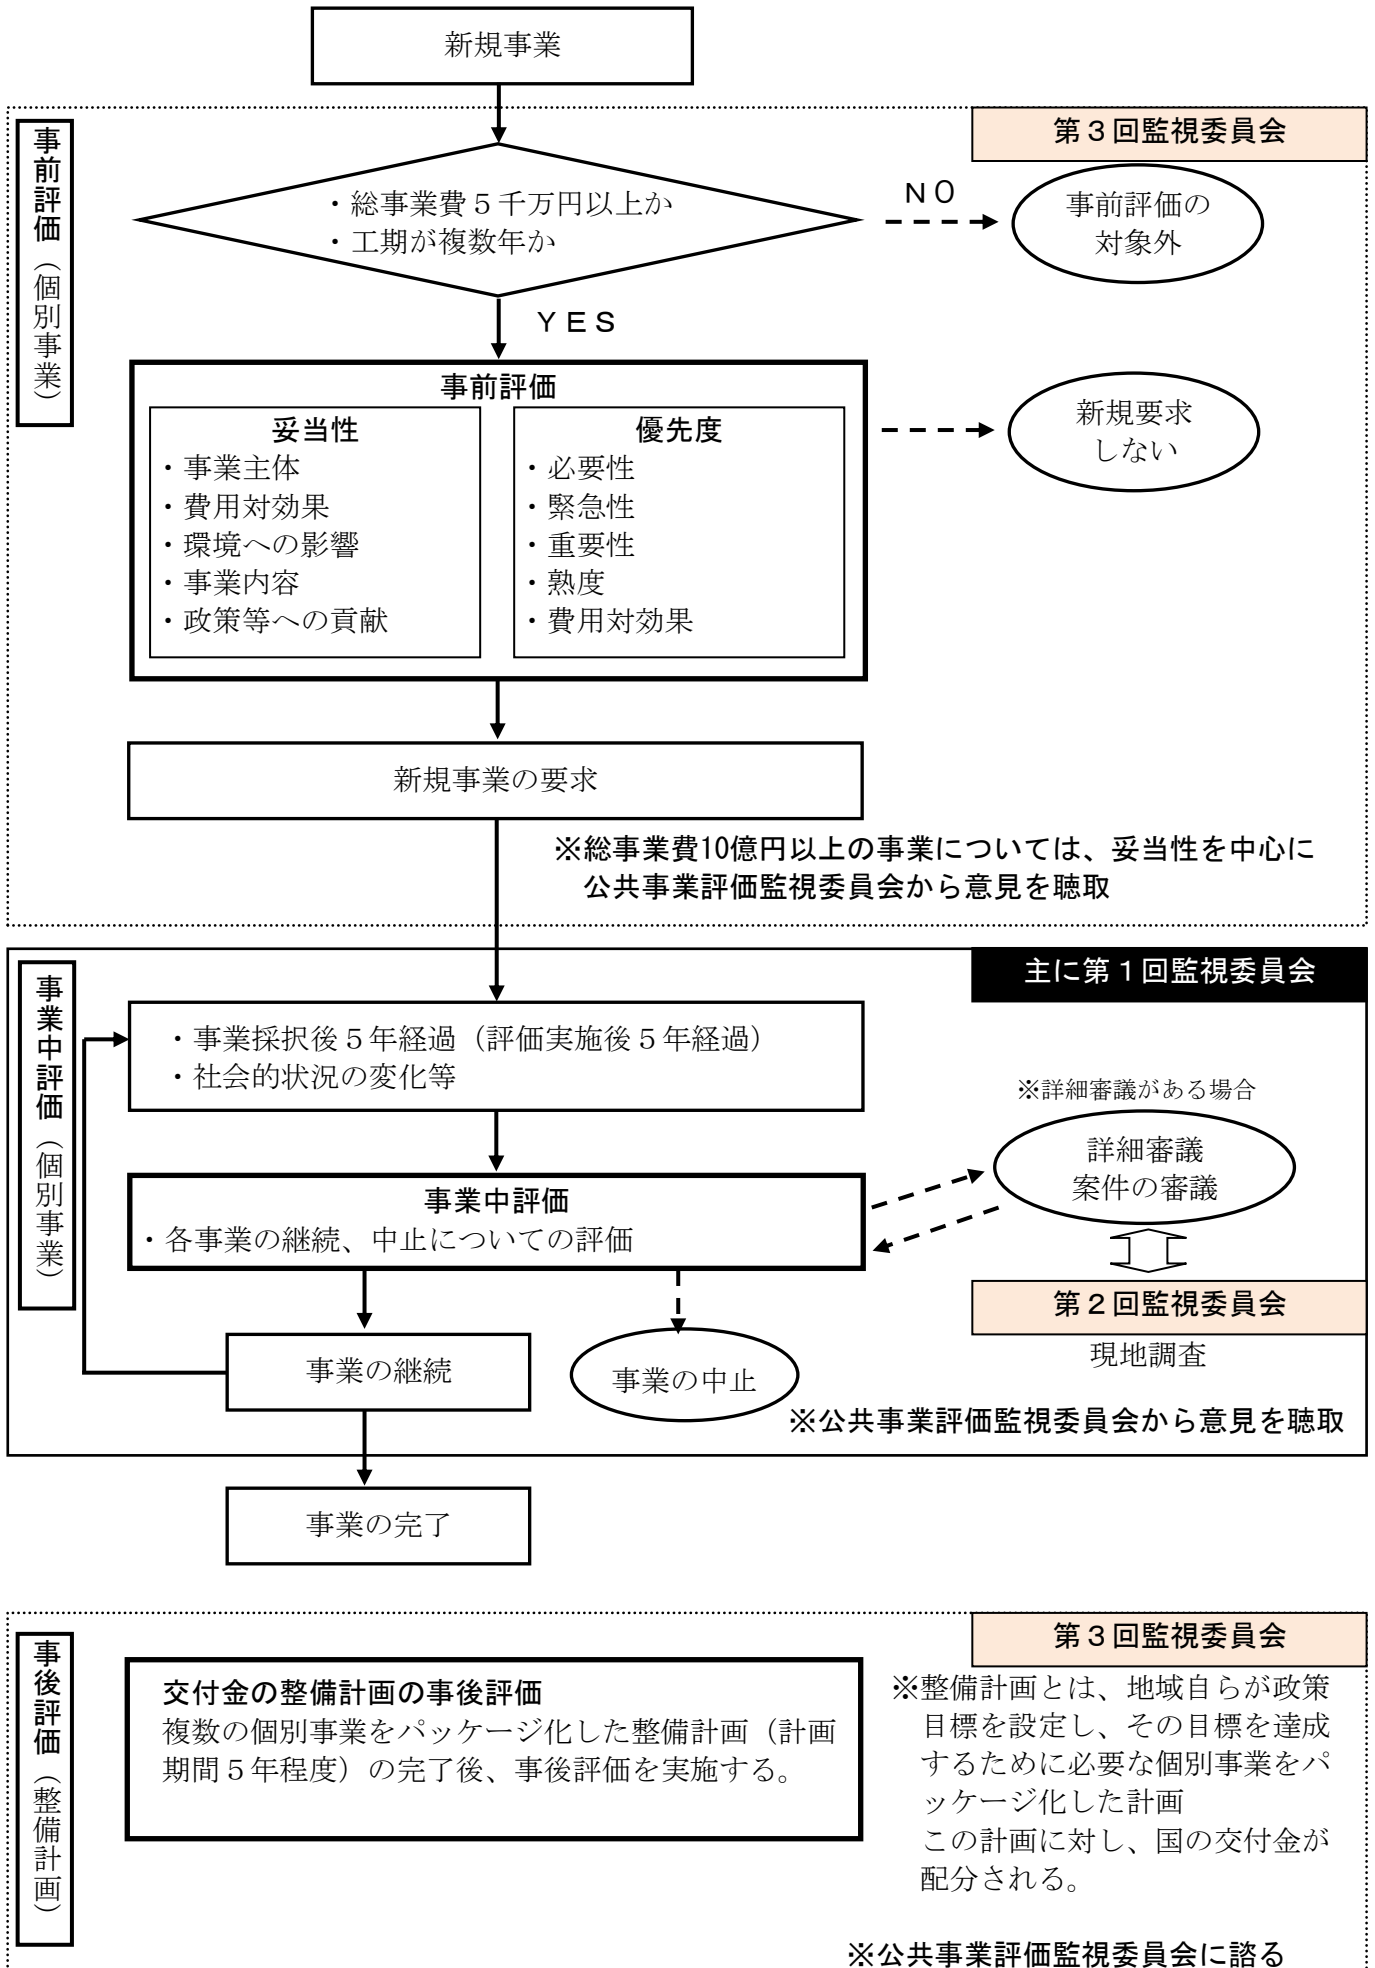 新規事業
第３回監視委員会
事前評価（個別事業）
・総事業費５千万円以上か
・工期が複数年か
ＮＯ
事前評価の
対象外
ＹＥＳ
事前評価
妥当性
・事業主体
・費用対効果
・環境への影響
・事業内容
・政策等への貢献
優先度
・必要性
・緊急性
・重要性
・熟度
・費用対効果
新規要求
しない
新規事業の要求
※総事業費10億円以上の事業については、妥当性を中心に
公共事業評価監視委員会から意見を聴取
主に第１回監視委員会
事業中評価（個別事業）
・事業採択後５年経過（評価実施後５年経過）
・社会的状況の変化等
※詳細審議がある場合
詳細審議
案件の審議
事業中評価
・各事業の継続、中止についての評価
第２回監視委員会
現地調査
事業の継続
事業の中止
※公共事業評価監視委員会から意見を聴取
事業の完了
第３回監視委員会
事後評価（整備計画）
交付金の整備計画の事後評価
複数の個別事業をパッケージ化した整備計画（計画
期間５年程度）の完了後、事後評価を実施する。
※整備計画とは、地域自らが政策
目標を設定し、その目標を達成
するために必要な個別事業をパ
ッケージ化した計画
この計画に対し、国の交付金が
配分される。
※公共事業評価監視委員会に諮る